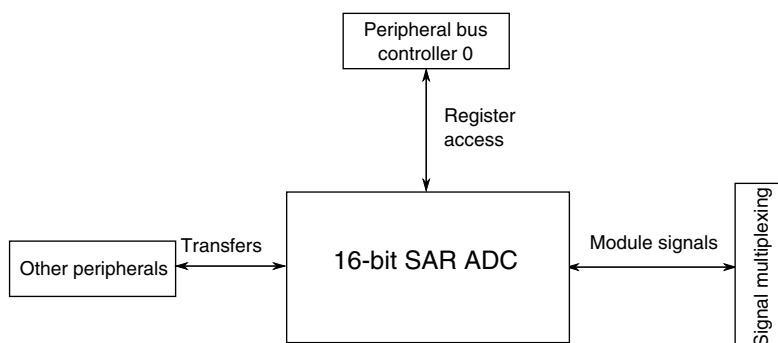 Peripheral bus
controller 0
Register
access
Transfers
Other peripherals
16-bit SAR ADC
Module signals
Signal multiplexing